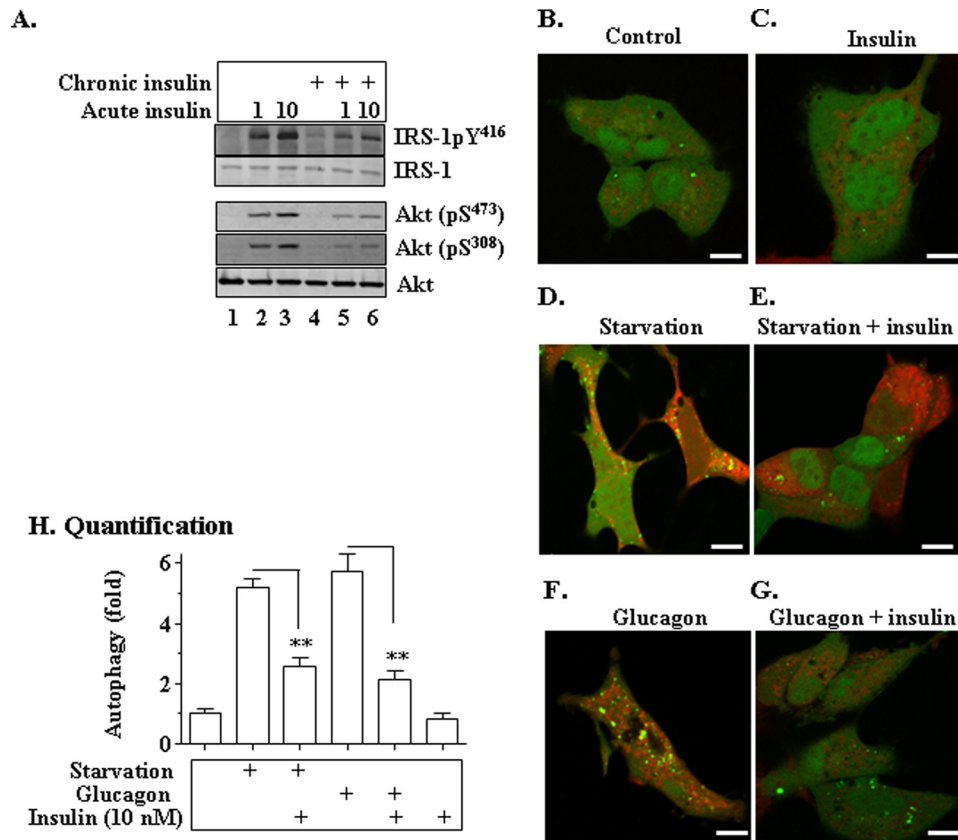 A.
Chronic insulin + + +
Acute insulin 1 10 1 10
IRS-1pY⁴¹⁶
IRS-1
Akt (pS⁴⁷³)
Akt (pS³⁰⁸)
Akt
1 2 3 4 5 6
B.
Control
C.
Insulin
D.
Starvation
E.
Starvation + insulin
F.
Glucagon
G.
Glucagon + insulin
H. Quantification
Autophagy (fold)
6
4
2
0
** **
Starvation + +
Glucagon + +
Insulin (10 nM) + + +